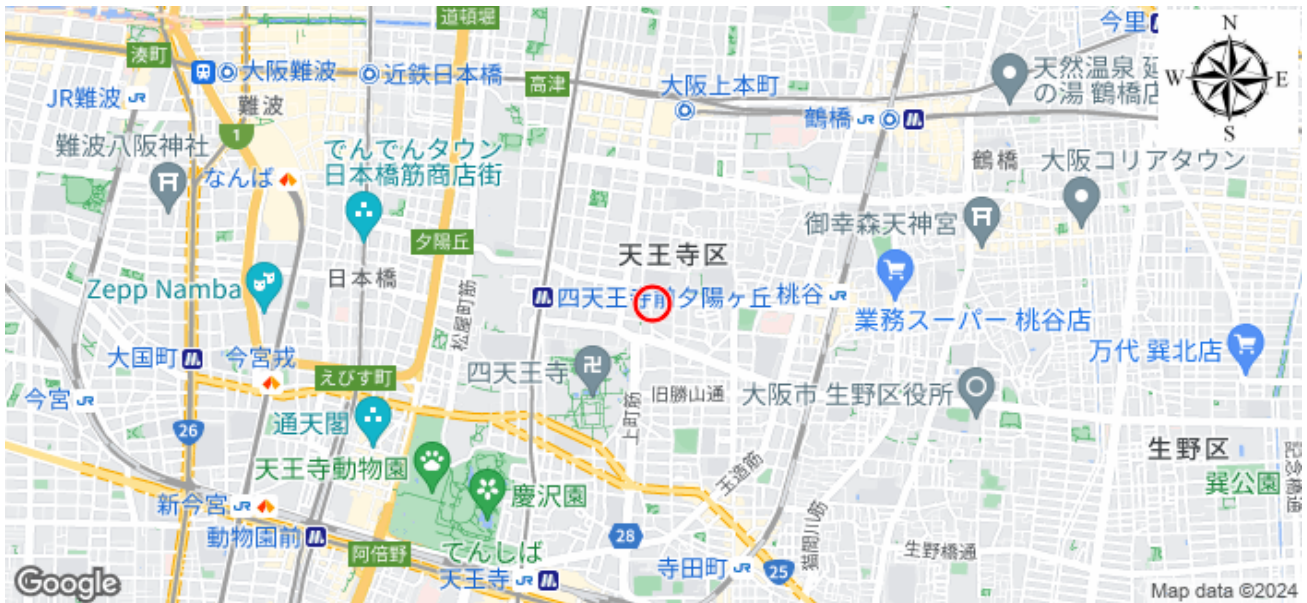 道頓堀
今里
N
湊町
大阪難波
近鉄日本橋
高津
大阪上本町
天然温泉 延
の湯 鶴橋店
W
E
S
JR難波 JR
難波
1
鶴橋 JR
難波八阪神社
でんでんタウン
日本橋筋商店街
鶴橋
大阪コリアタウン
なんば
御幸森天神宮
夕陽丘
天王寺区
日本橋
Zepp Namba
四天王寺前夕陽ヶ丘
桃谷 JR
業務スーパー 桃谷店
松屋町筋
大国町
今宮戎
えびす町
四天王寺
万代 巽北店
今宮 JR
旧勝山通
大阪市 生野区役所
26
通天閣
上町筋
生野区
天王寺動物園
玉造筋
巽公園
新今宮 JR
慶沢園
猫間川筋
動物園前
28
阿倍野
てんしば
生野橋通
天王寺 JR
寺田町 JR
25
Google
Map data ©2024